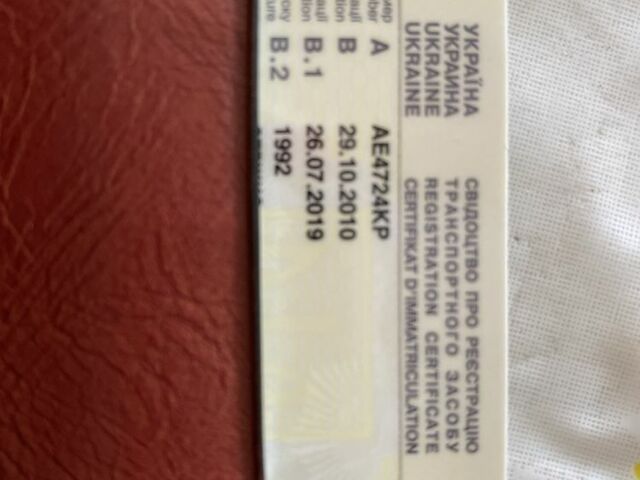 УКРАЇНА СВІДОЦТВО ПРО РЕЄСТРАЦІЮ
УКРАИНА ТРАНСПОРТНОГО ЗАСОБУ
UKRAINE REGISTRATION CERTIFICATE
UKRAINE CERTIFIKAT D'IMMATRICULATION
A AE4724KP
B 29.10.2010
B.1 26.07.2019
B.2 1992